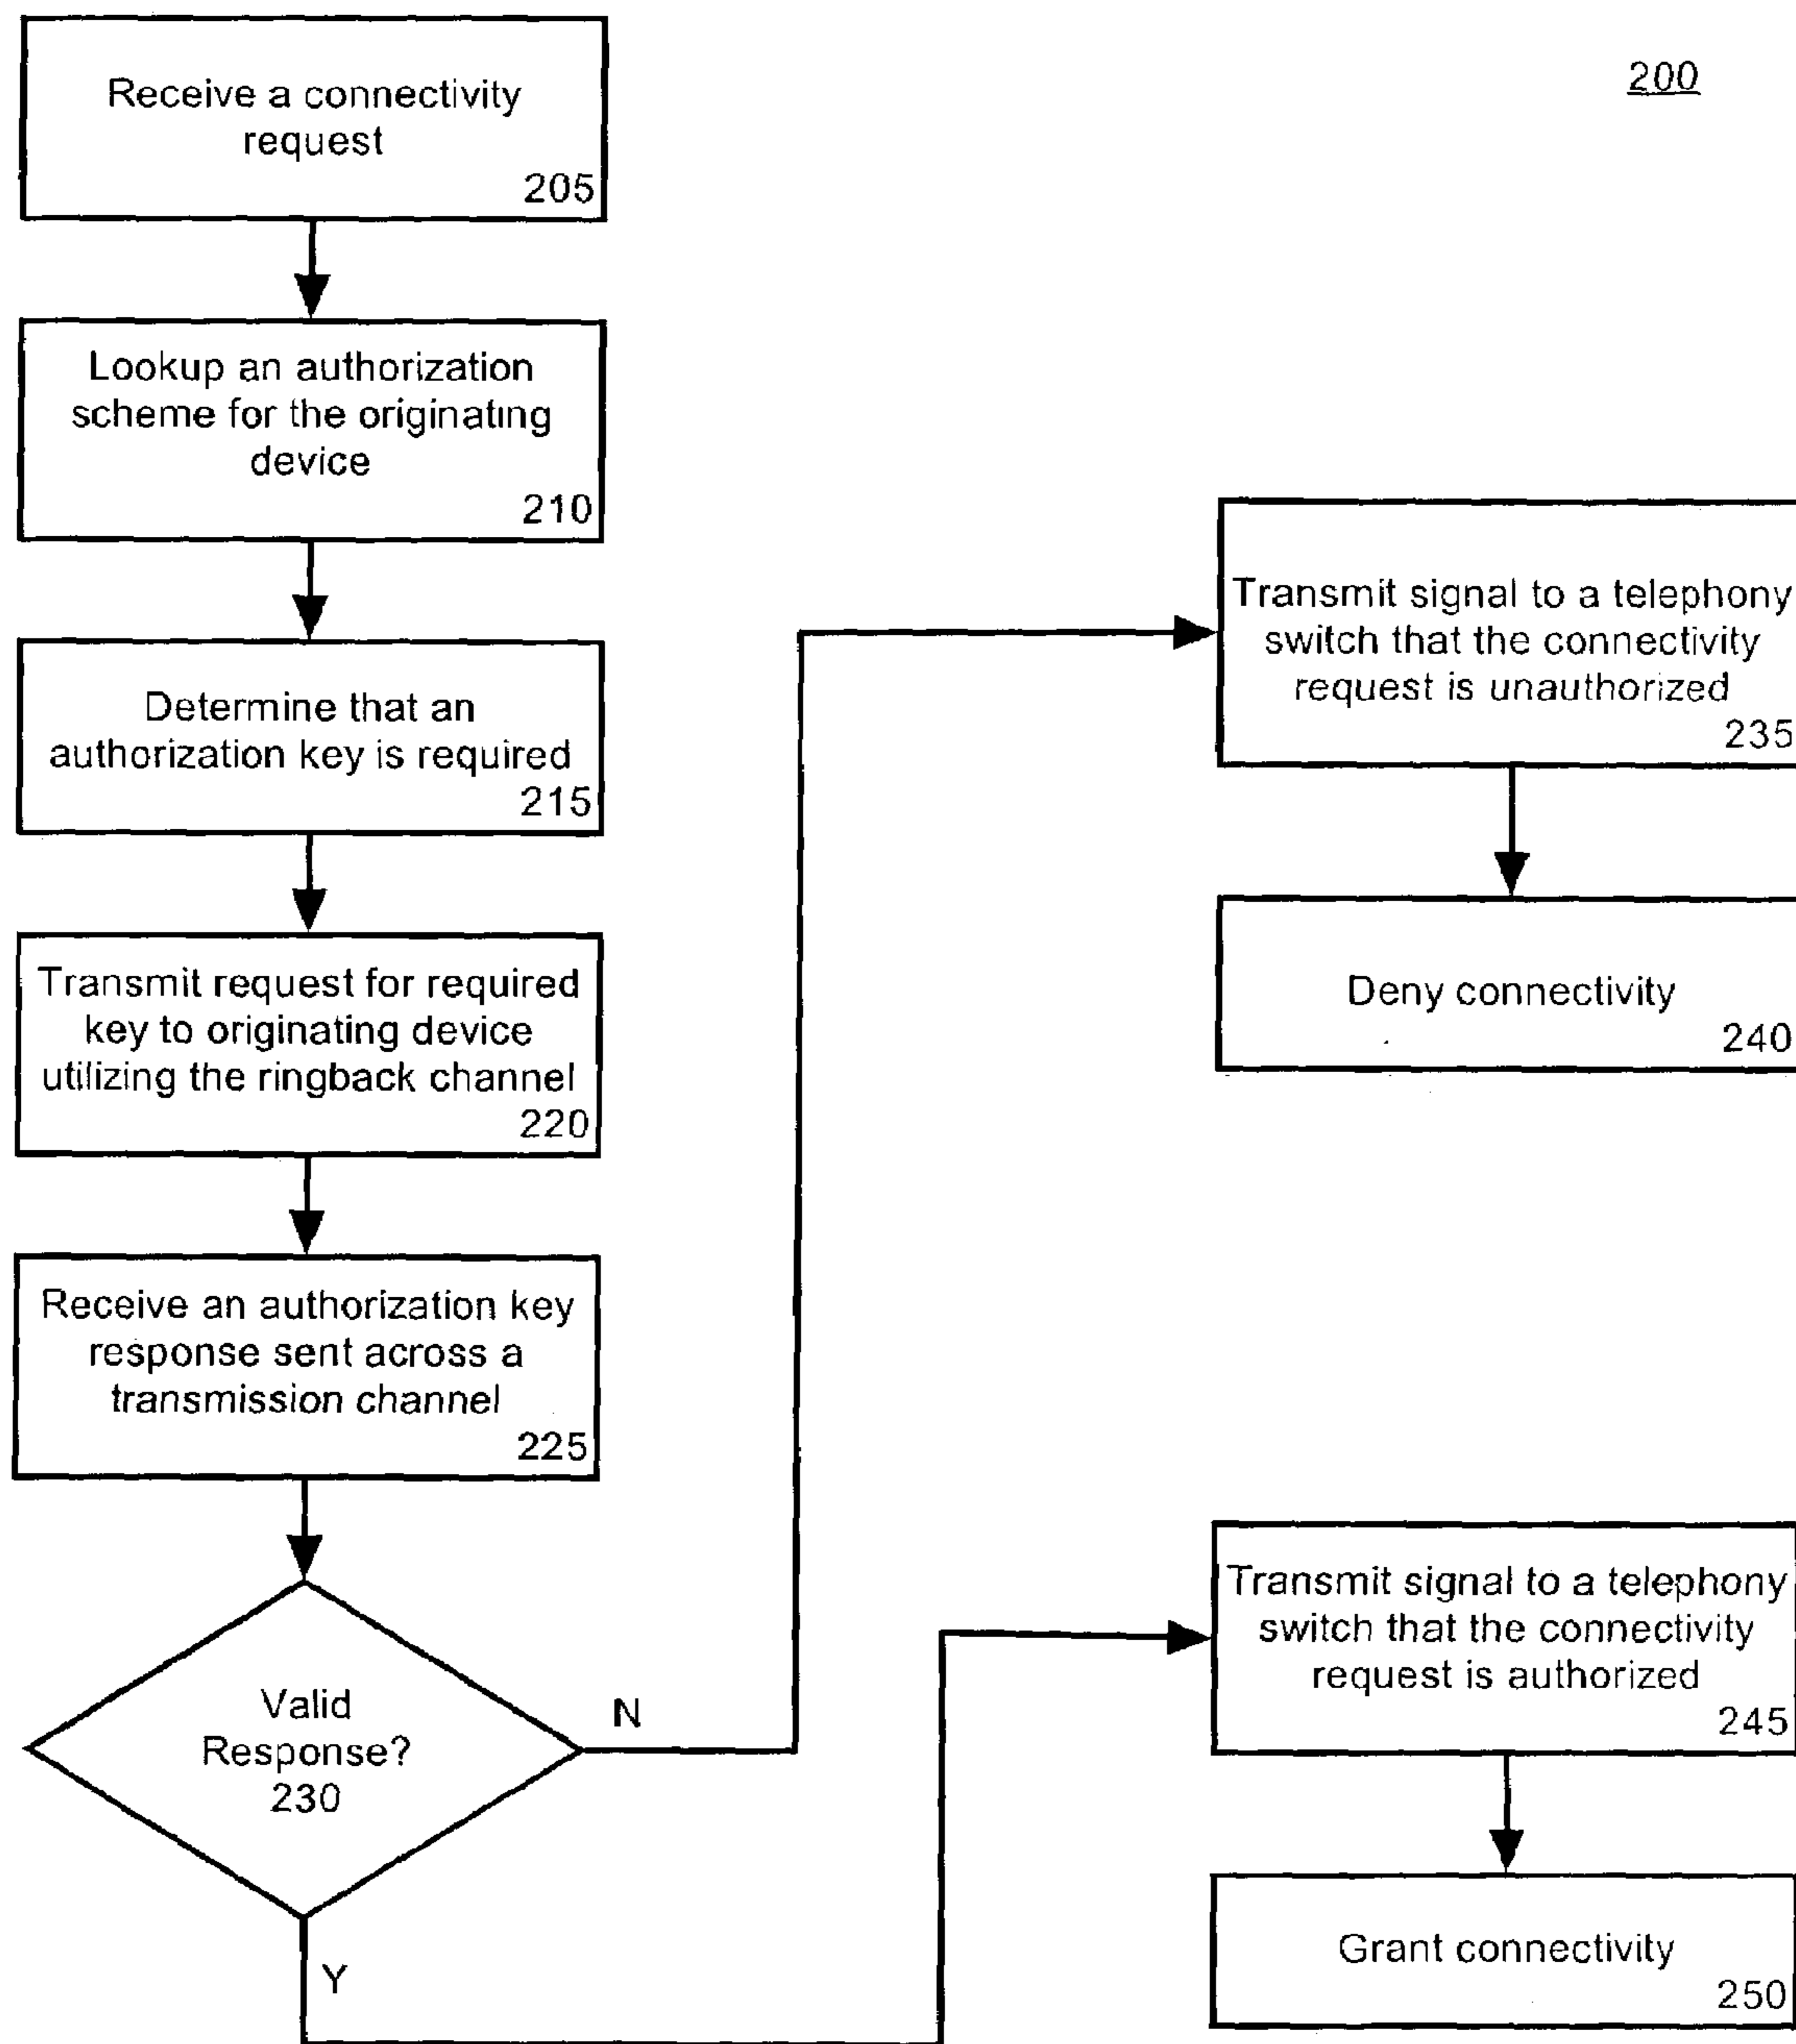 200
Receive a connectivity
request
205
Lookup an authorization
scheme for the originating
device
210
Determine that an
authorization key is required
215
Transmit request for required
key to originating device
utilizing the ringback channel
220
Receive an authorization key
response sent across a
transmission channel
225
Valid
Response?
230
N
Y
Transmit signal to a telephony
switch that the connectivity
request is unauthorized
235
Deny connectivity
240
Transmit signal to a telephony
switch that the connectivity
request is authorized
245
Grant connectivity
250